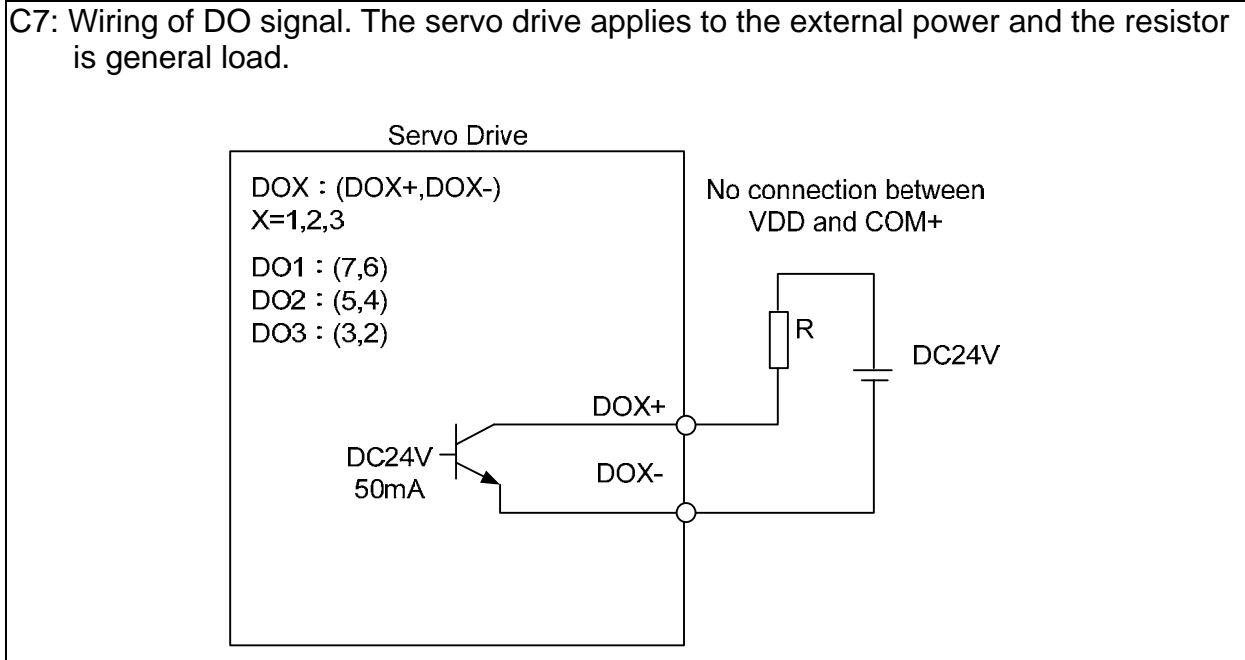 C7: Wiring of DO signal. The servo drive applies to the external power and the resistor
is general load.
Servo Drive
DOX：(DOX+,DOX-)
X=1,2,3
DO1：(7,6)
DO2：(5,4)
DO3：(3,2)
No connection between
VDD and COM+
R
DC24V
DOX+
DC24V
50mA
DOX-